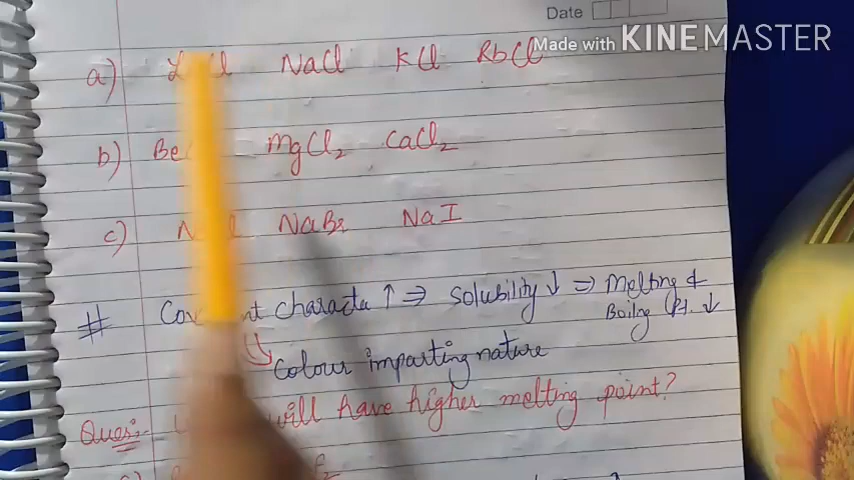 Date
Made with KINEMASTER
a) NaCl KCl RbCl
b) MgCl₂ CaCl₂
c) NaBr NaI
# character ↑ ⇒ Solubility ↓ ⇒ Melting &
Boiling Pt. ↓
↳ Colour imparting nature
Ques:- will have higher melting point?